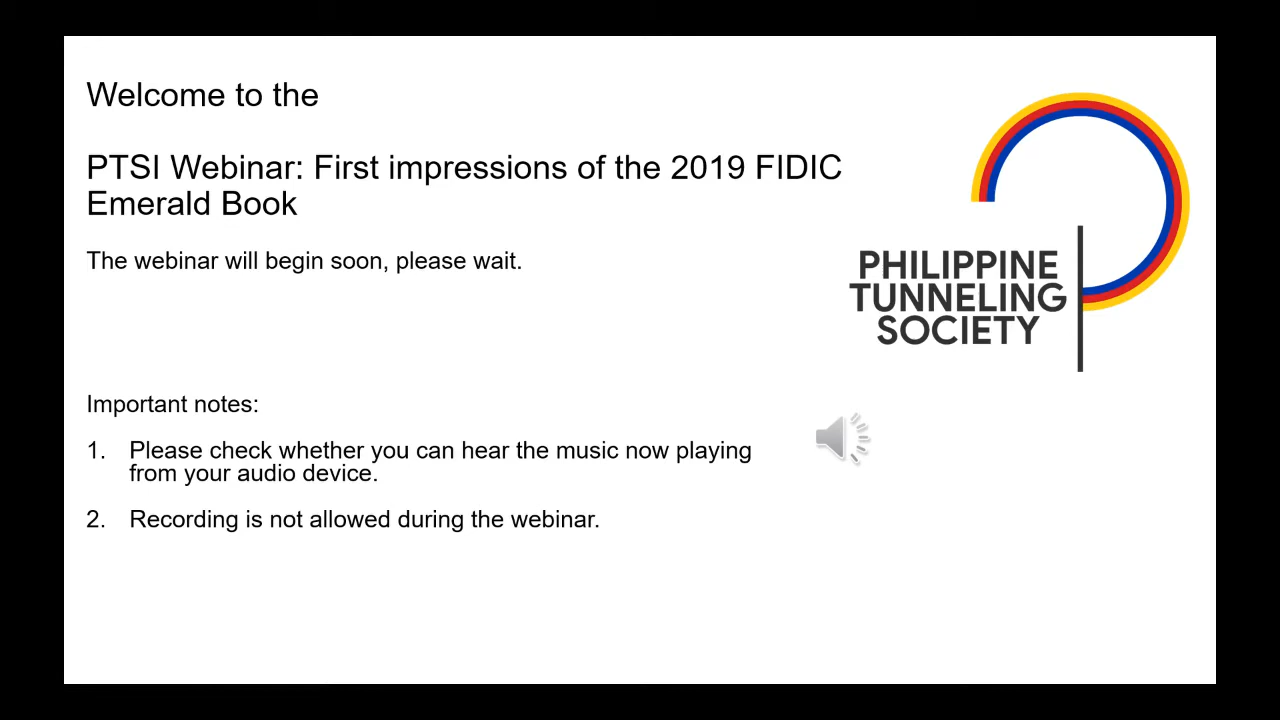 Welcome to the
PTSI Webinar: First impressions of the 2019 FIDIC
Emerald Book
The webinar will begin soon, please wait.
PHILIPPINE
TUNNELING
SOCIETY
Important notes:
1. Please check whether you can hear the music now playing
from your audio device.
2. Recording is not allowed during the webinar.